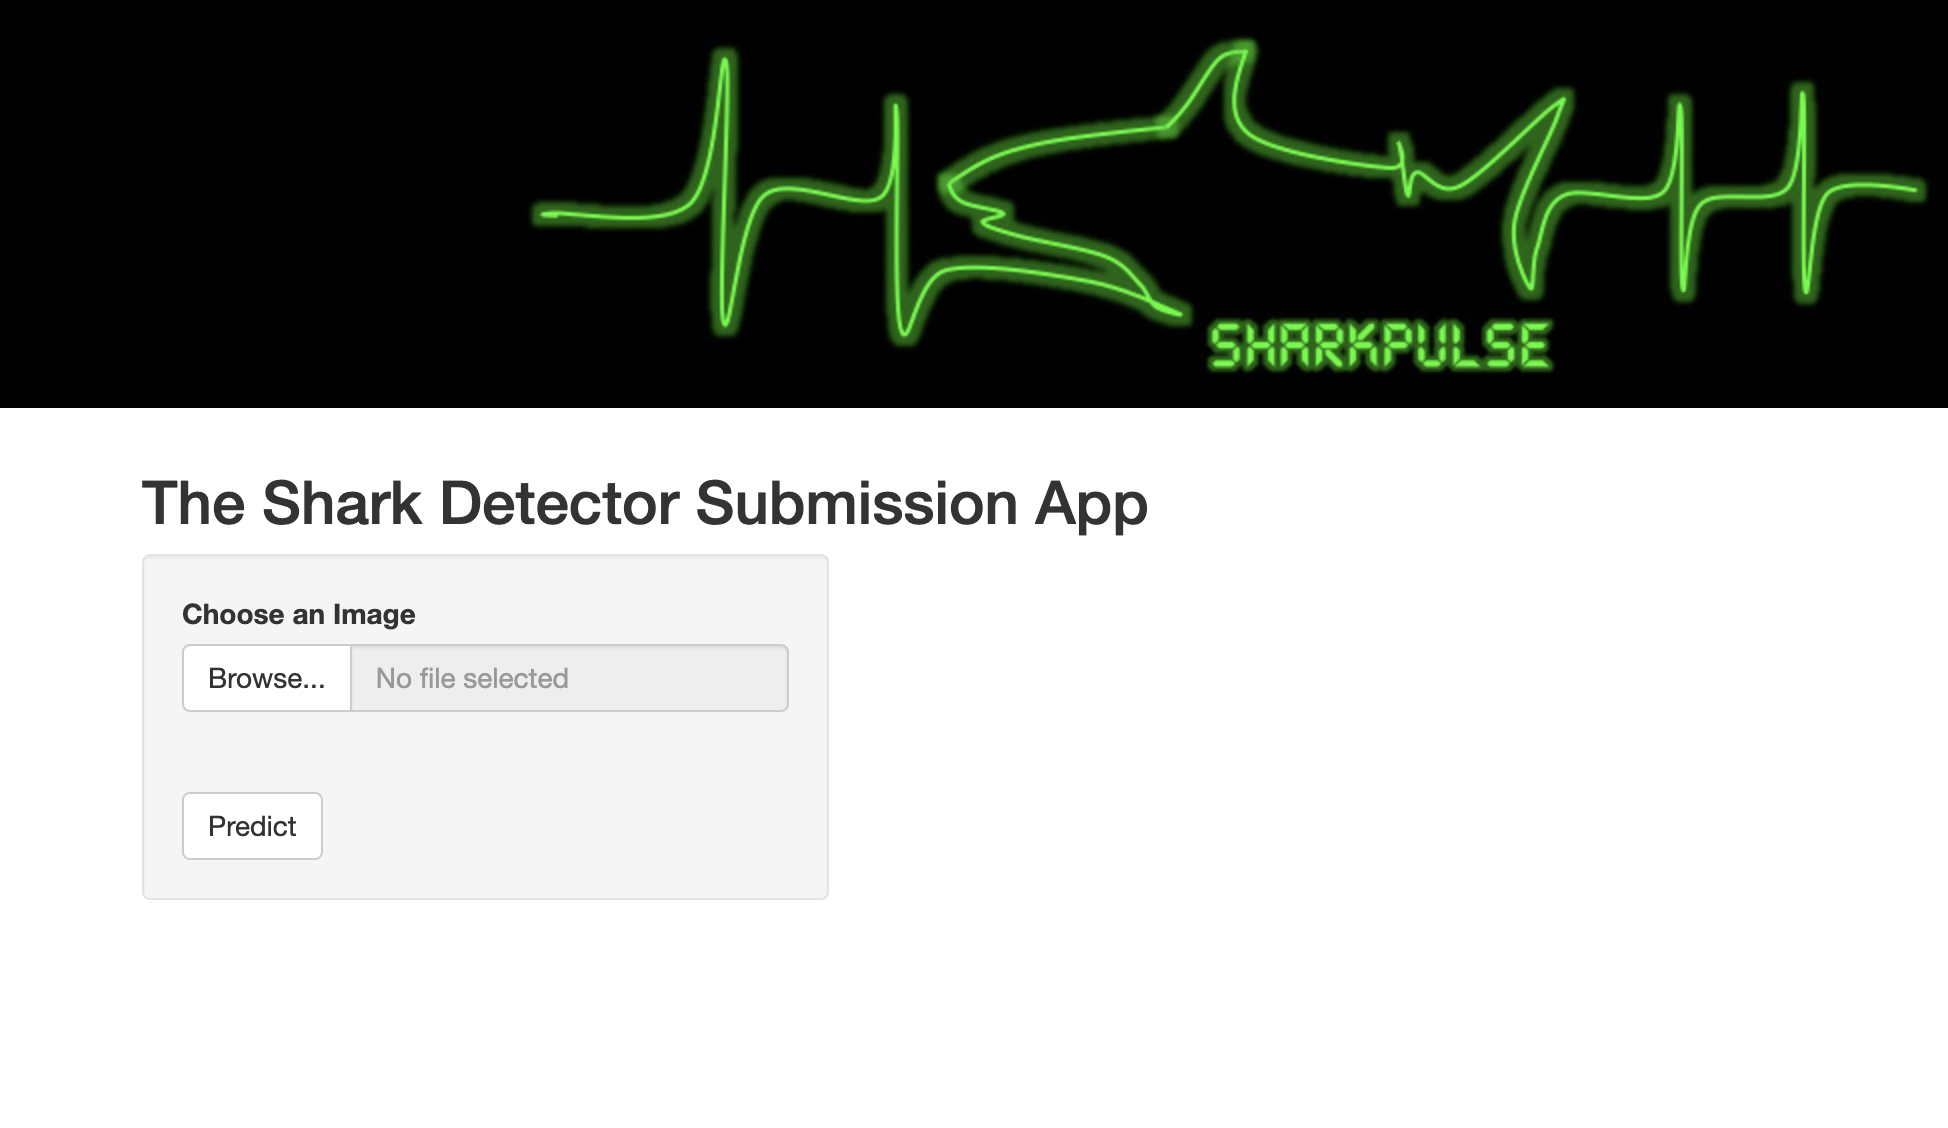 SHARKPULSE
The Shark Detector Submission App
Choose an Image
Browse... No file selected
Predict